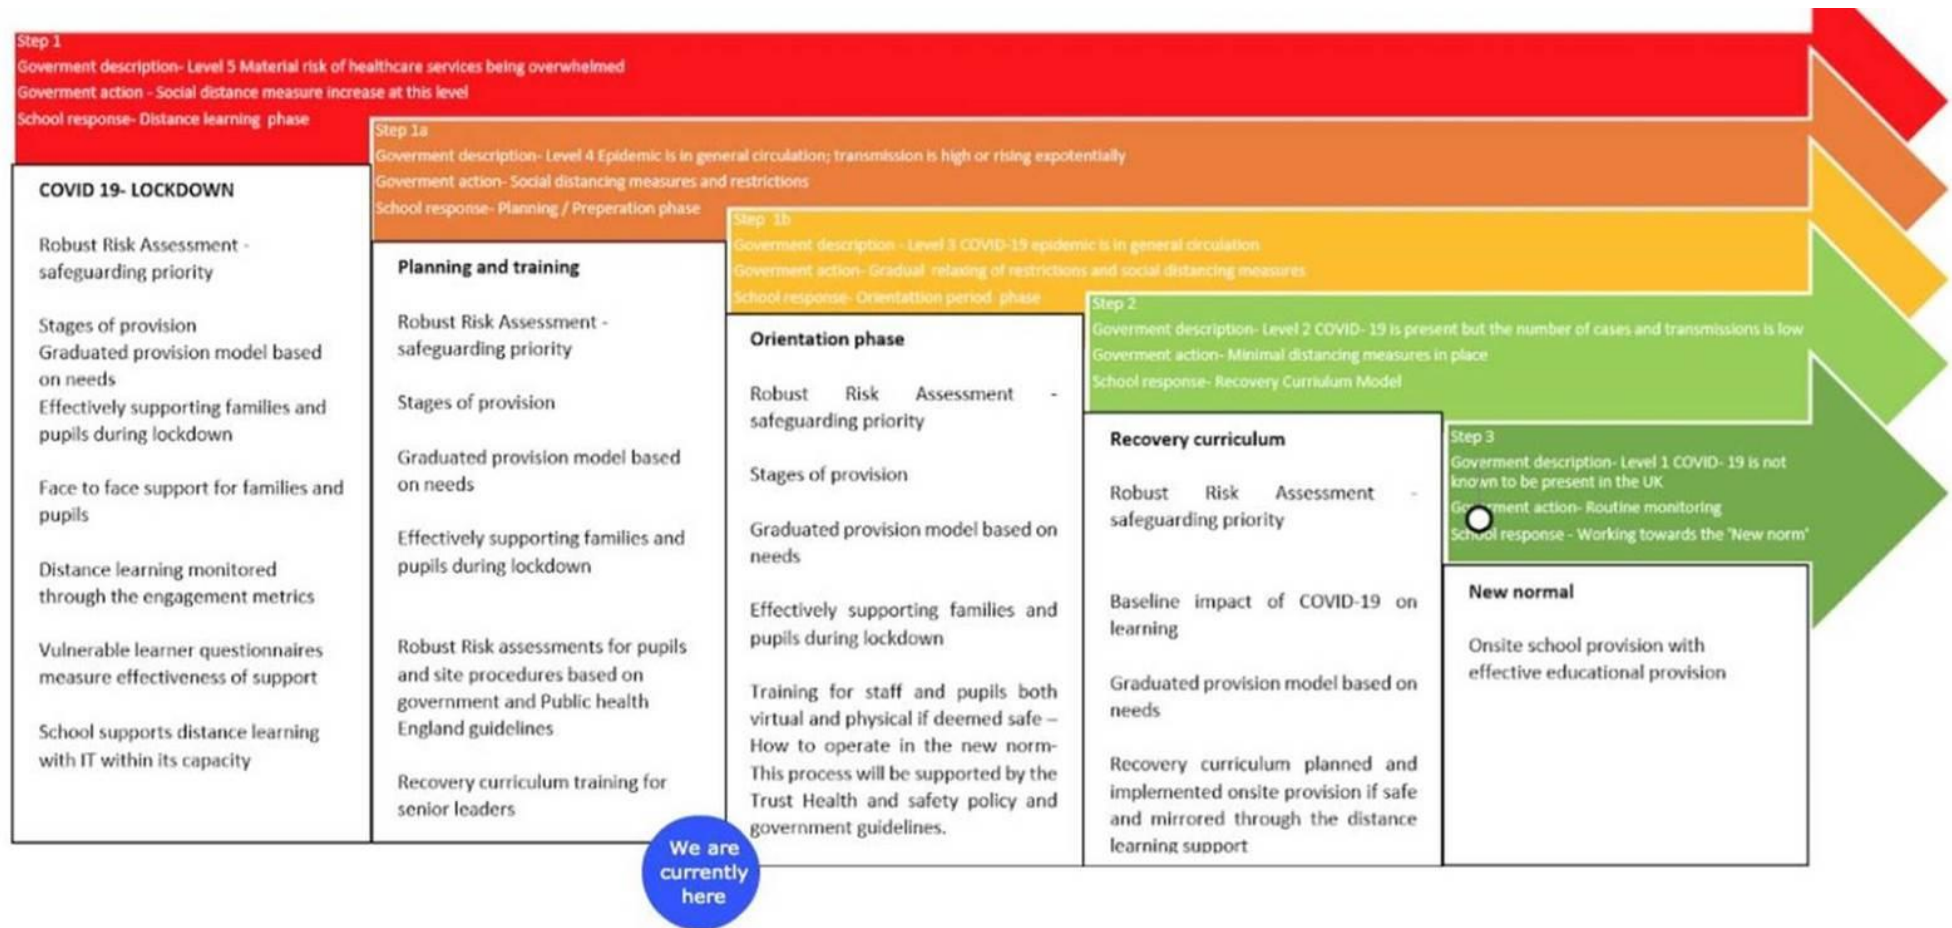 Step 1
Goverment description- Level 5 Material risk of healthcare services being overwhelmed
Goverment action - Social distance measure increase at this level
School response- Distance learning phase
COVID 19- LOCKDOWN
Robust Risk Assessment -
safeguarding priority
Stages of provision
Graduated provision model based
on needs
Effectively supporting families and
pupils during lockdown
Face to face support for families and
pupils
Distance learning monitored
through the engagement metrics
Vulnerable learner questionnaires
measure effectiveness of support
School supports distance learning
with IT within its capacity
Step 1a
Goverment description- Level 4 Epidemic is in general circulation; transmission is high or rising expotentially
Goverment action- Social distancing measures and restrictions
School response- Planning / Preperation phase
Planning and training
Robust Risk Assessment -
safeguarding priority
Stages of provision
Graduated provision model based
on needs
Effectively supporting families and
pupils during lockdown
Robust Risk assessments for pupils
and site procedures based on
government and Public health
England guidelines
Recovery curriculum training for
senior leaders
We are
currently
here
Step 1b
Goverment description - Level 3 COVID-19 epidemic is in general circulation
Goverment action- Gradual relaxing of restrictions and social distancing measures
School response- Orientattion period phase
Orientation phase
Robust Risk Assessment -
safeguarding priority
Stages of provision
Graduated provision model based on
needs
Effectively supporting families and
pupils during lockdown
Training for staff and pupils both
virtual and physical if deemed safe –
How to operate in the new norm-
This process will be supported by the
Trust Health and safety policy and
government guidelines.
Step 2
Goverment description- Level 2 COVID- 19 is present but the number of cases and transmissions is low
Goverment action- Minimal distancing measures in place
School response- Recovery Curriulum Model
Recovery curriculum
Robust Risk Assessment -
safeguarding priority
Baseline impact of COVID-19 on
learning
Graduated provision model based on
needs
Recovery curriculum planned and
implemented onsite provision if safe
and mirrored through the distance
learning support
Step 3
Goverment description- Level 1 COVID- 19 is not
known to be present in the UK
Goverment action- Routine monitoring
School response - Working towards the "New norm"
New normal
Onsite school provision with
effective educational provision